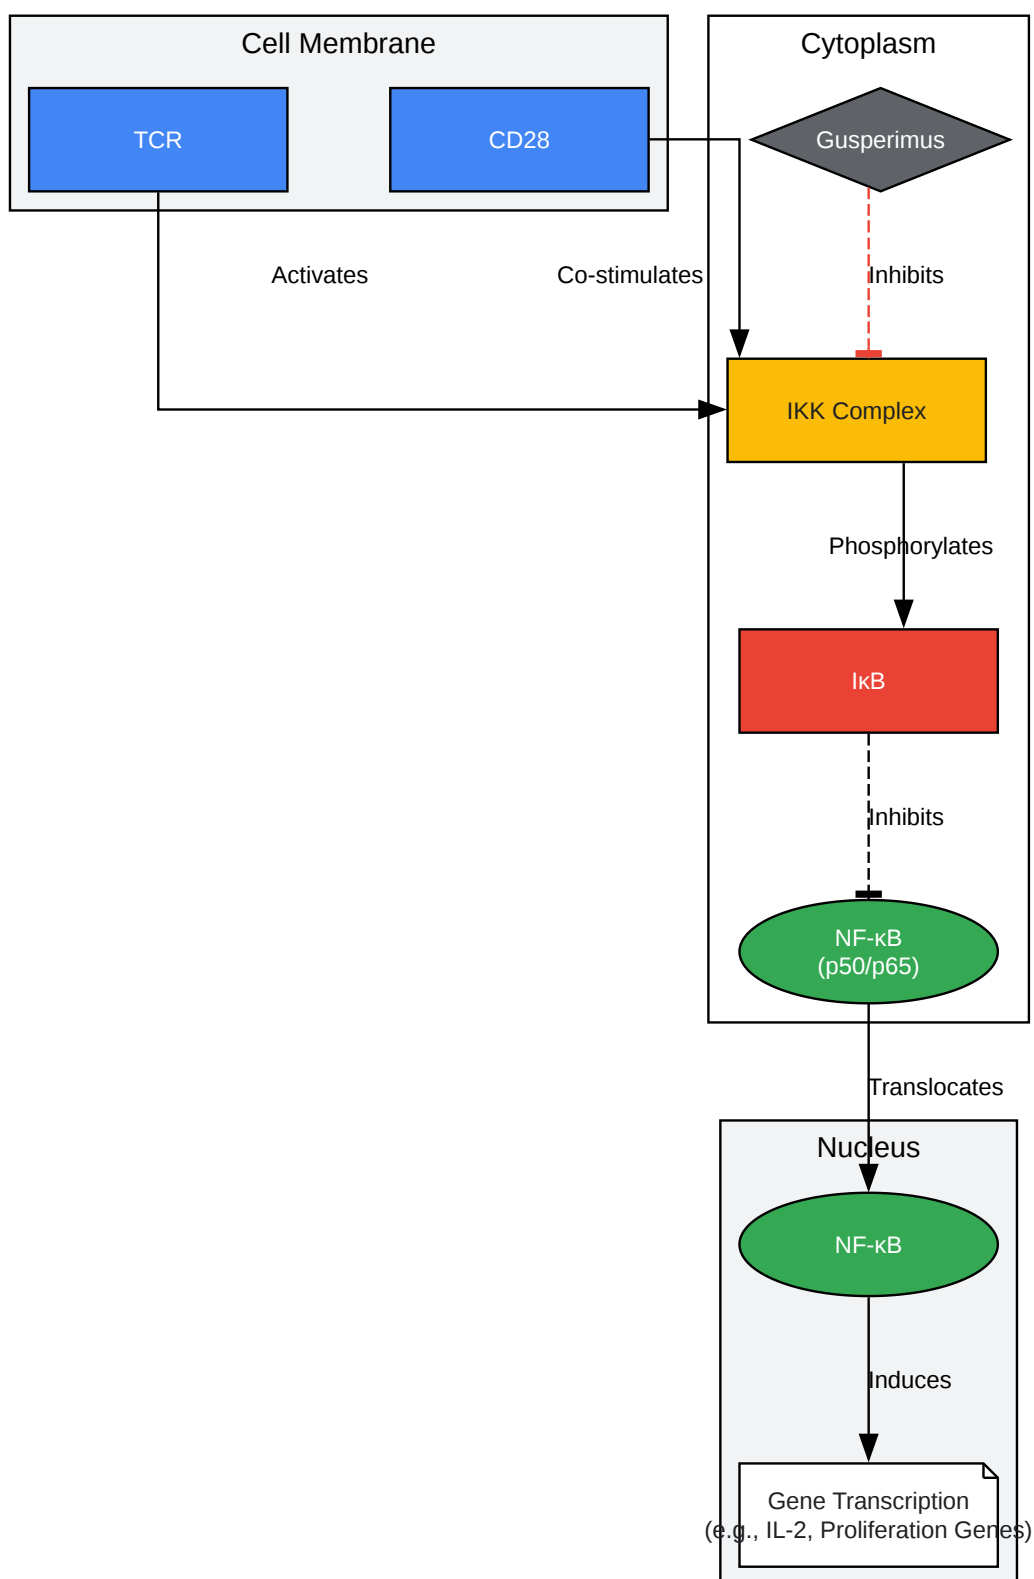 Cell Membrane
Cytoplasm
TCR
CD28
Gusperimus
Activates
Co-stimulates
Inhibits
IKK Complex
Phosphorylates
IκB
Inhibits
NF-κB
(p50/p65)
Translocates
Nucleus
NF-κB
Induces
Gene Transcription
(e.g., IL-2, Proliferation Genes)